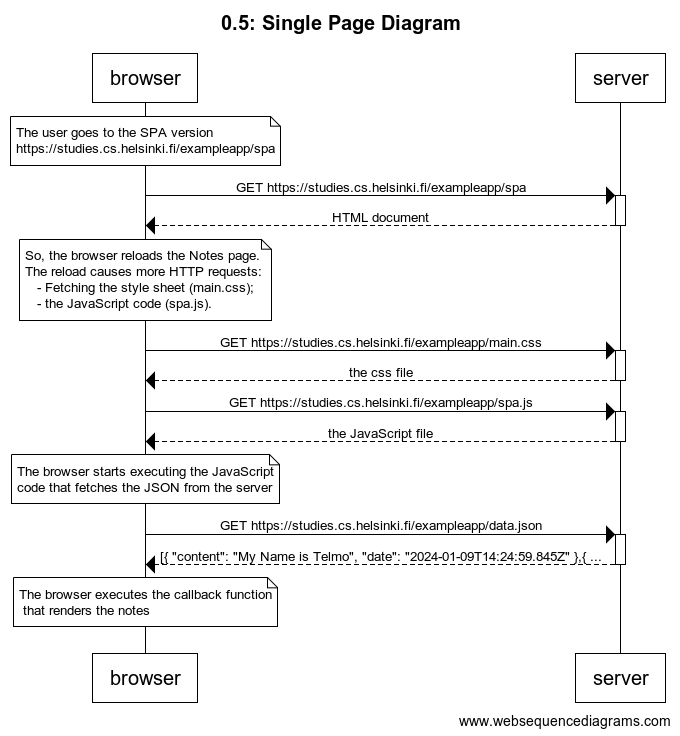 0.5: Single Page Diagram
browser
server
The user goes to the SPA version
https://studies.cs.helsinki.fi/exampleapp/spa
GET https://studies.cs.helsinki.fi/exampleapp/spa
HTML document
So, the browser reloads the Notes page.
The reload causes more HTTP requests:
- Fetching the style sheet (main.css);
- the JavaScript code (spa.js).
GET https://studies.cs.helsinki.fi/exampleapp/main.css
the css file
GET https://studies.cs.helsinki.fi/exampleapp/spa.js
the JavaScript file
The browser starts executing the JavaScript
code that fetches the JSON from the server
GET https://studies.cs.helsinki.fi/exampleapp/data.json
[{ "content": "My Name is Telmo", "date": "2024-01-09T14:24:59.845Z" },{ ...
The browser executes the callback function
that renders the notes
browser
server
www.websequencediagrams.com